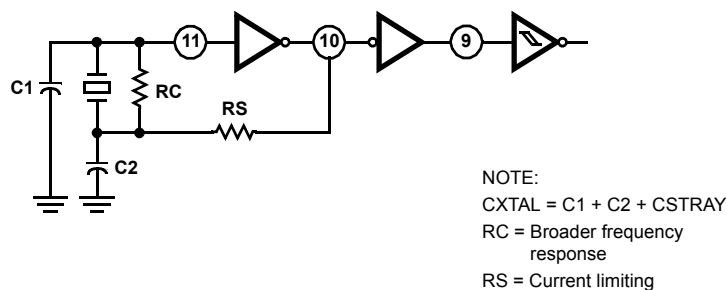 11
10
9
C1
RC
RS
C2
NOTE:
CXTAL = C1 + C2 + CSTRAY
RC = Broader frequency
response
RS = Current limiting